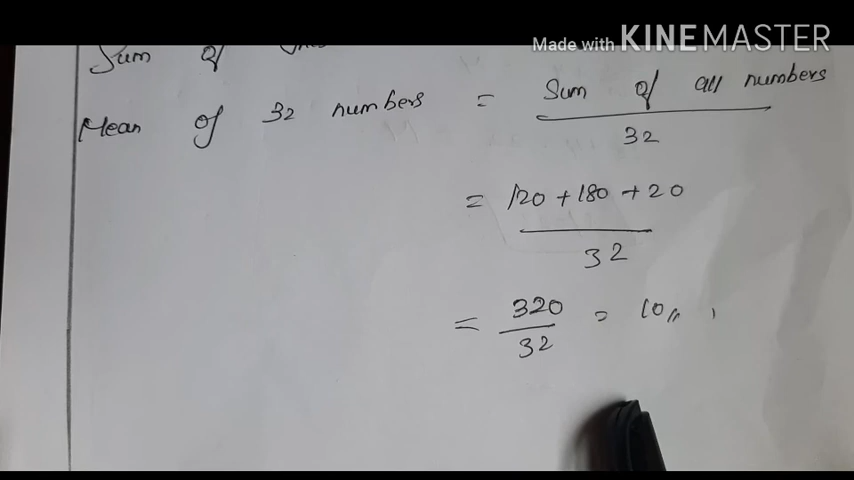 Made with KINEMASTER
Sum of
Mean of 32 numbers = Sum of all numbers
32
= 120 + 180 + 20
32
= 320 = 10,,
32